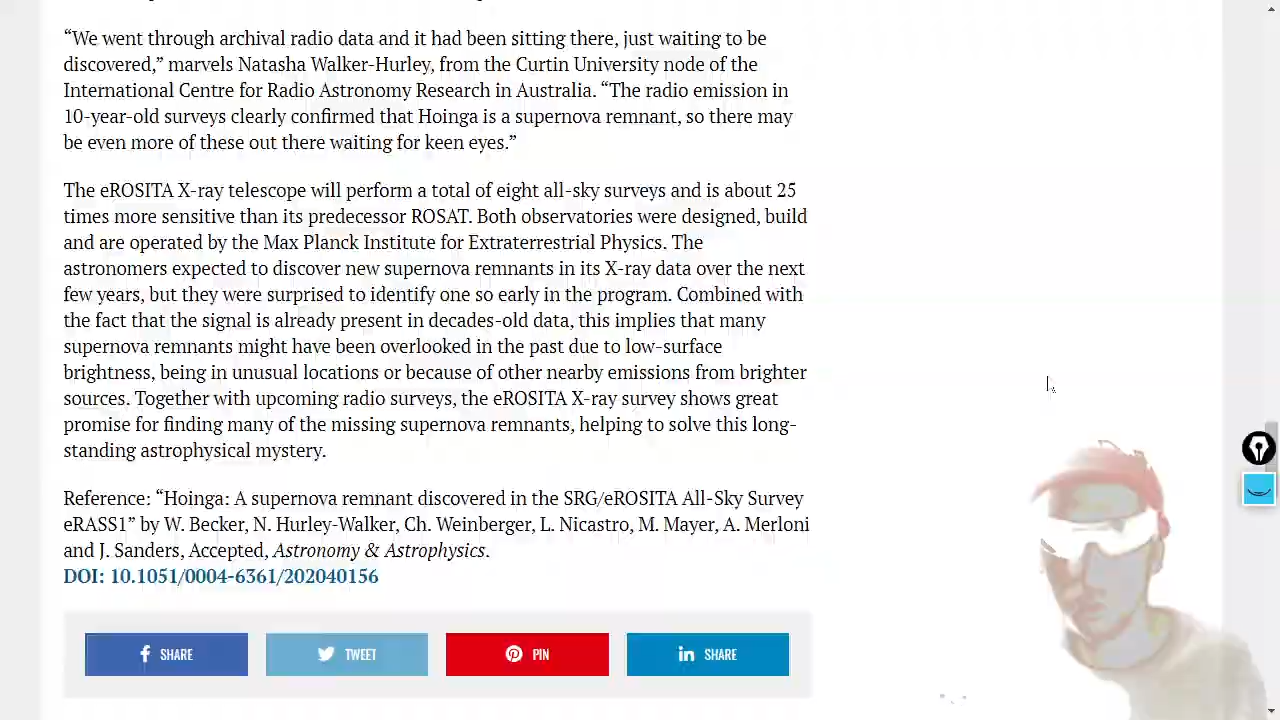 “We went through archival radio data and it had been sitting there, just waiting to be
discovered,” marvels Natasha Walker-Hurley, from the Curtin University node of the
International Centre for Radio Astronomy Research in Australia. “The radio emission in
10-year-old surveys clearly confirmed that Hoinga is a supernova remnant, so there may
be even more of these out there waiting for keen eyes.”
The eROSITA X-ray telescope will perform a total of eight all-sky surveys and is about 25
times more sensitive than its predecessor ROSAT. Both observatories were designed, build
and are operated by the Max Planck Institute for Extraterrestrial Physics. The
astronomers expected to discover new supernova remnants in its X-ray data over the next
few years, but they were surprised to identify one so early in the program. Combined with
the fact that the signal is already present in decades-old data, this implies that many
supernova remnants might have been overlooked in the past due to low-surface
brightness, being in unusual locations or because of other nearby emissions from brighter
sources. Together with upcoming radio surveys, the eROSITA X-ray survey shows great
promise for finding many of the missing supernova remnants, helping to solve this long-
standing astrophysical mystery.
Reference: “Hoinga: A supernova remnant discovered in the SRG/eROSITA All-Sky Survey
eRASS1” by W. Becker, N. Hurley-Walker, Ch. Weinberger, L. Nicastro, M. Mayer, A. Merloni
and J. Sanders, Accepted, Astronomy & Astrophysics.
DOI: 10.1051/0004-6361/202040156
SHARE TWEET PIN SHARE